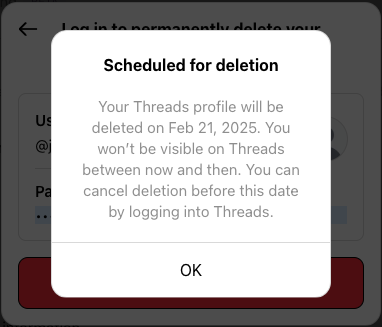 Log in to permanently delete your
Scheduled for deletion
Your Threads profile will be
deleted on Feb 21, 2025. You
won't be visible on Threads
between now and then. You can
cancel deletion before this date
by logging into Threads.
OK